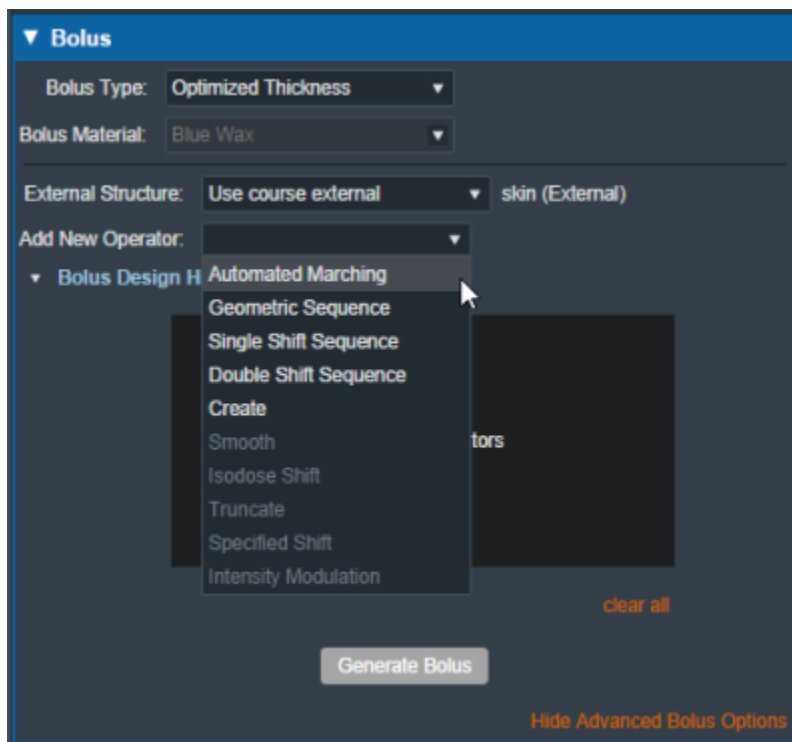 Bolus
Bolus Type: Optimized Thickness
Bolus Material: Blue Wax
External Structure: Use course external skin (External)
Add New Operator:
Bolus Design H
Automated Marching
Geometric Sequence
Single Shift Sequence
Double Shift Sequence
Create
Smooth
tors
Isodose Shift
Truncate
Specified Shift
Intensity Modulation
clear all
Generate Bolus
Hide Advanced Bolus Options